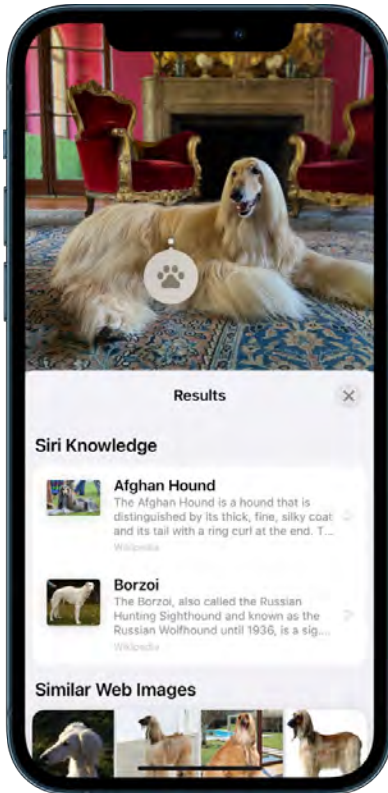 Results
Siri Knowledge
Afghan Hound
The Afghan Hound is a hound that is
distinguished by its thick, fine, silky coat
and its tail with a ring curl at the end. T...
Wikipedia
Borzoi
The Borzoi, also called the Russian
Hunting Sighthound and known as the
Russian Wolfhound until 1936, is a sig....
Wikipedia
Similar Web Images